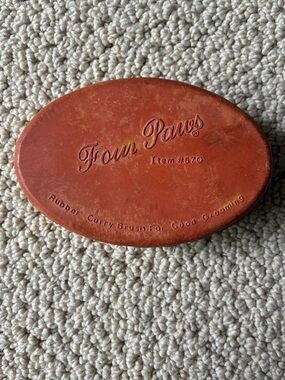 Four Paws®
Item #570
Rubber Curry Brush For Good Grooming